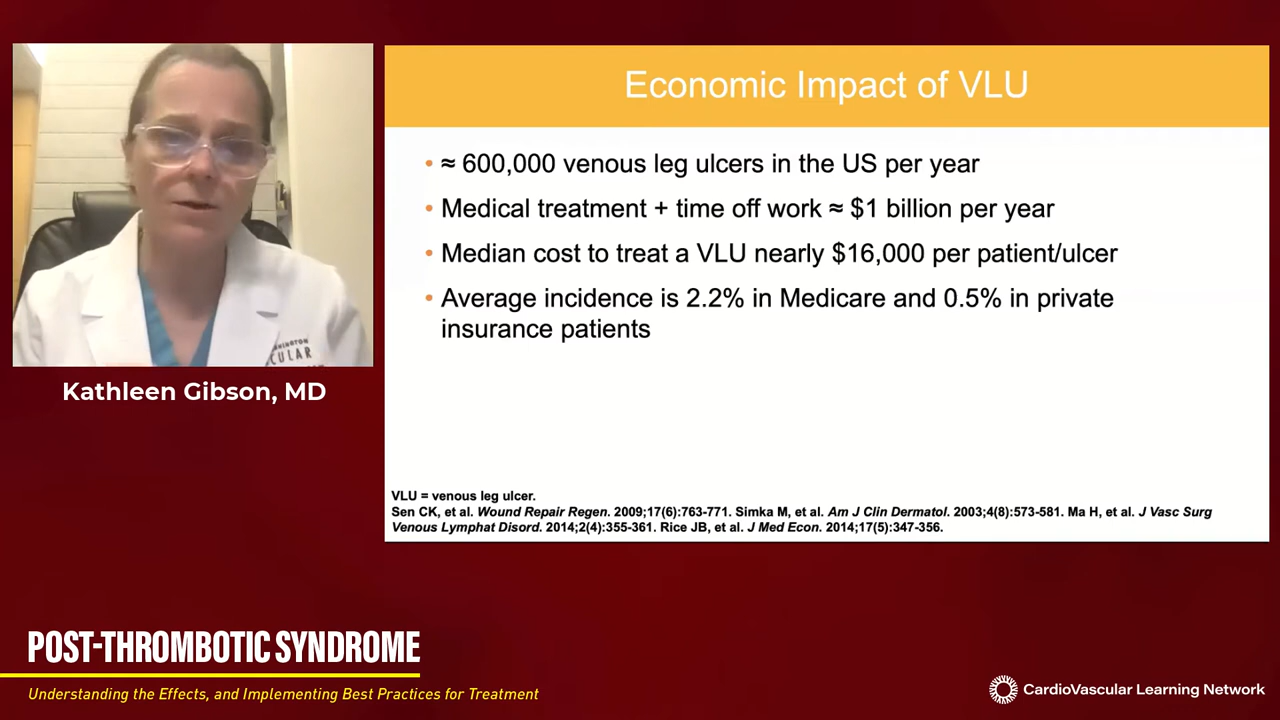 Economic Impact of VLU
• ≈ 600,000 venous leg ulcers in the US per year
• Medical treatment + time off work ≈ $1 billion per year
• Median cost to treat a VLU nearly $16,000 per patient/ulcer
• Average incidence is 2.2% in Medicare and 0.5% in private
insurance patients
VLU = venous leg ulcer.
Sen CK, et al. Wound Repair Regen. 2009;17(6):763-771. Simka M, et al. Am J Clin Dermatol. 2003;4(8):573-581. Ma H, et al. J Vasc Surg
Venous Lymphat Disord. 2014;2(4):355-361. Rice JB, et al. J Med Econ. 2014;17(5):347-356.
Kathleen Gibson, MD
POST-THROMBOTIC SYNDROME
Understanding the Effects, and Implementing Best Practices for Treatment
CardioVascular Learning Network